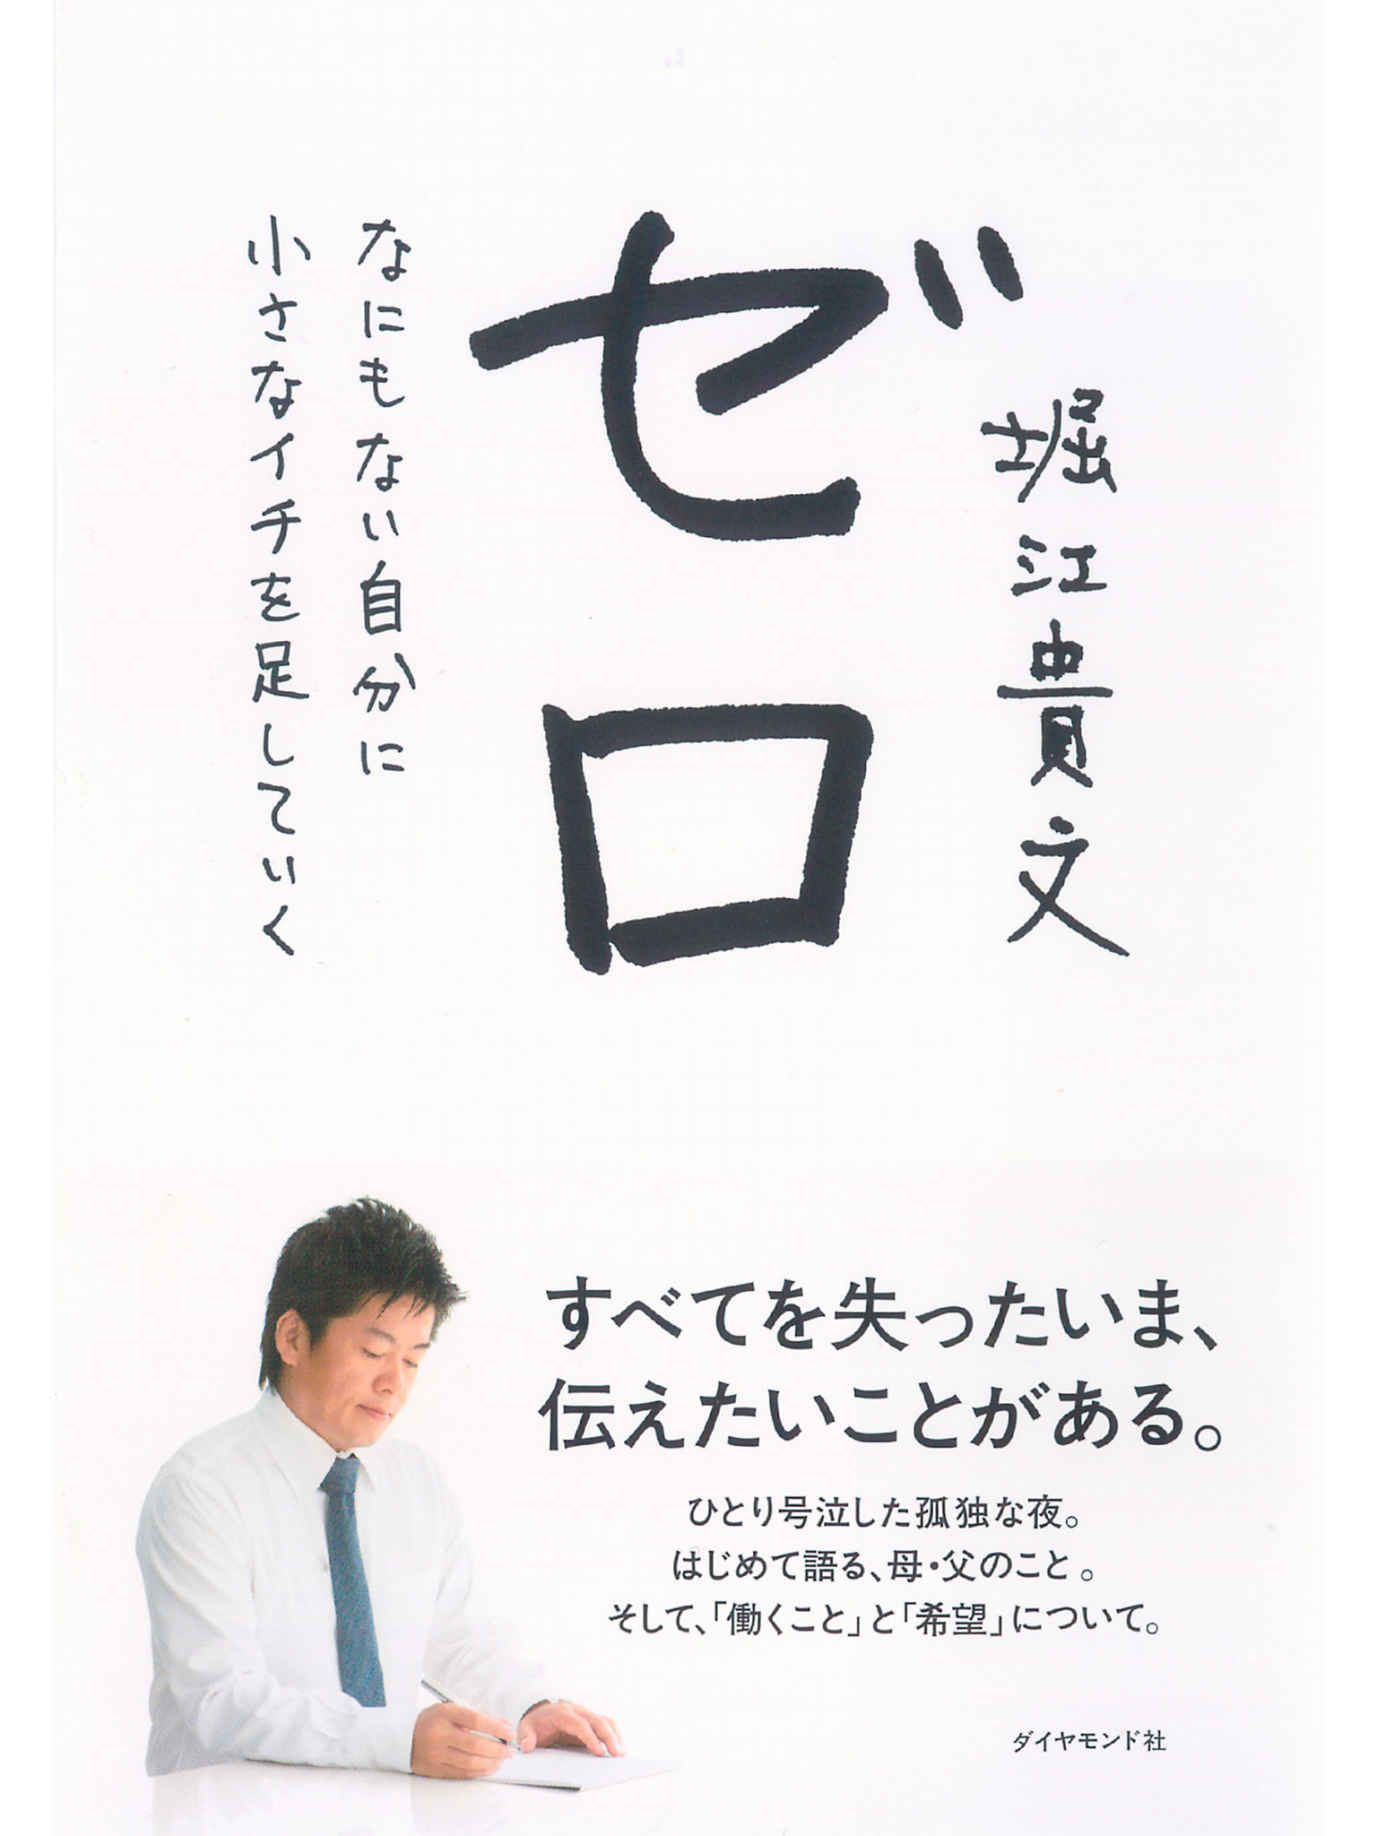 堀江貴文
ゼロ
なにもない自分に
小さなイチを足していく
すべてを失ったいま、
伝えたいことがある。
ひとり号泣した孤独な夜。
はじめて語る、母・父のこと。
そして、「働くこと」と「希望」について。
ダイヤモンド社